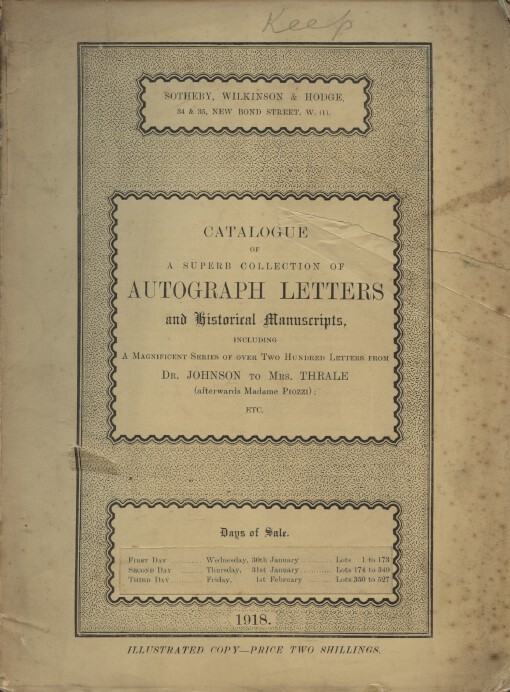 Keep
SOTHEBY, WILKINSON & HODGE,
34 & 35, NEW BOND STREET, W. (1).
CATALOGUE
OF
A SUPERB COLLECTION OF
AUTOGRAPH LETTERS
and Historical Manuscripts,
INCLUDING
A MAGNIFICENT SERIES OF OVER TWO HUNDRED LETTERS FROM
DR. JOHNSON TO MRS. THRALE
(afterwards Madame PIOZZI);
ETC.
Days of Sale.
FIRST DAY ........ Wednesday, 30th January ........ Lots 1 to 173
SECOND DAY ........ Thursday, 31st January ........ Lots 174 to 349
THIRD DAY ........ Friday, 1st February ........ Lots 350 to 527
1918.
ILLUSTRATED COPY—PRICE TWO SHILLINGS.